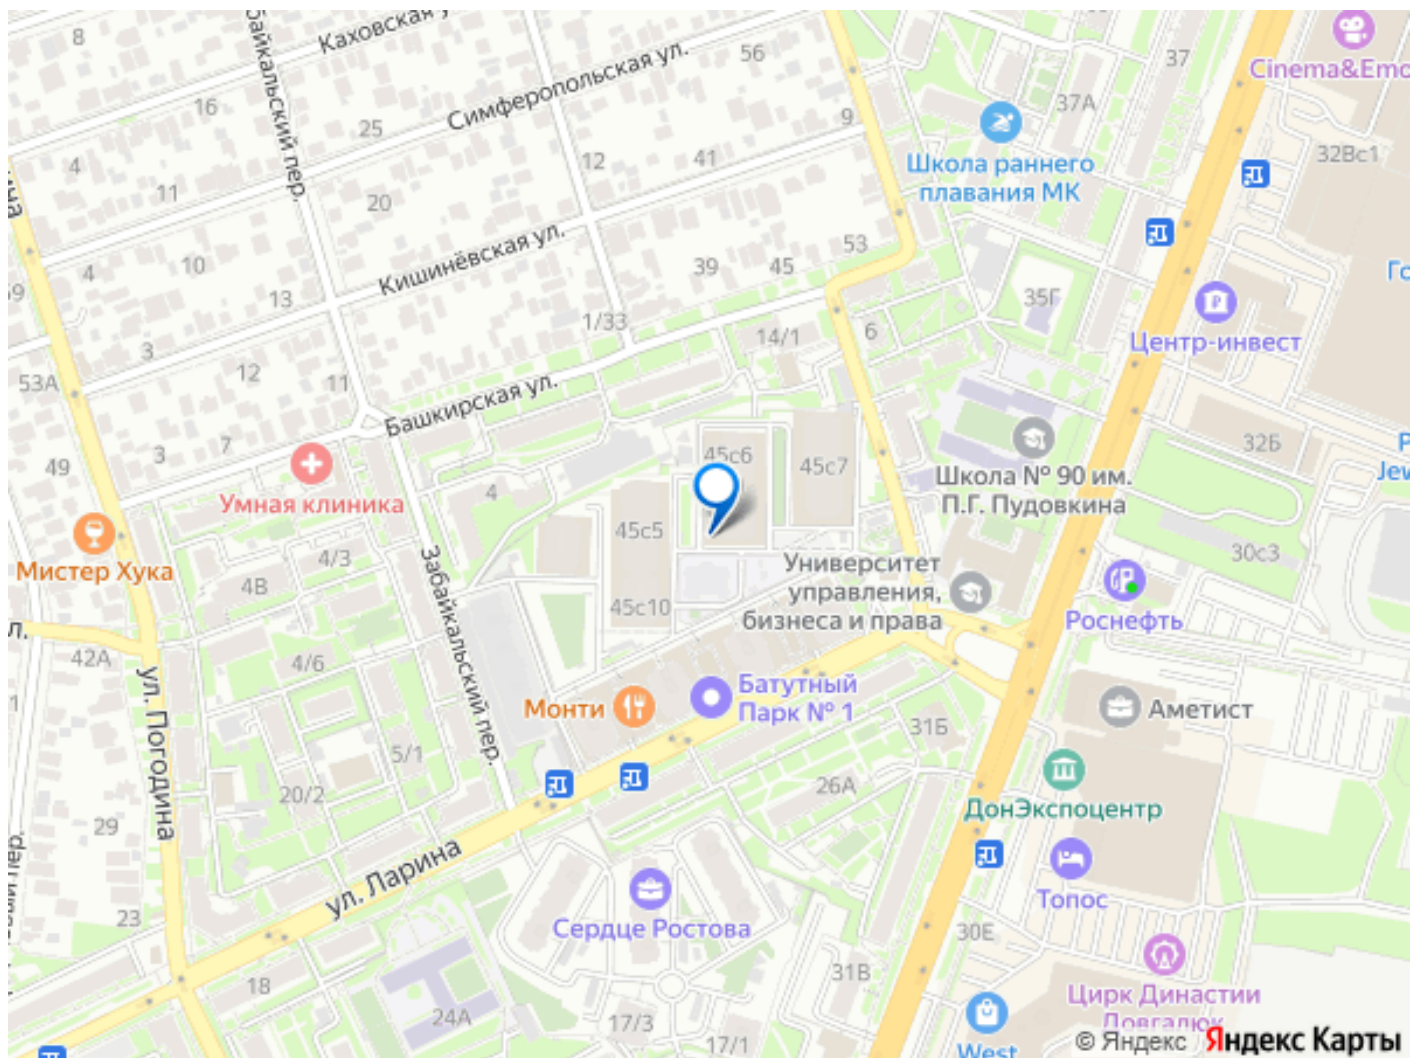 8
Каховская у
байкальский пер.
16
Симферопольская ул.
56
37
Cinema&Emo
37А
25
9
Школа раннего
плавания МК
32Вс1
4
11
12
41
20
Кишинёвская ул.
53
10
39
45
4
13
1/33
14/1
6
35Г
Центр-инвест
3
12
11
53А
Башкирская ул.
7
3
49
Умная клиника
4
45с6
45с7
Школа № 90 им.
П.Г. Пудовкина
32Б
Jew
45с5
30с3
Мистер Хука
4/3
4В
Забайкальский пер.
45с10
Университет
управления,
бизнеса и права
Роснефть
л.
42А
4/6
ул. Погодина
Монти
Батутный
Парк № 1
31Б
Аметист
5/1
20/2
26А
ДонЭкспоцентр
29
ул. Ларина
Топос
23
Сердце Ростова
30Е
18
31В
Цирк Династии
Довгалюк
24А
17/3
17/1
West
© Яндекс Яндекс Карты